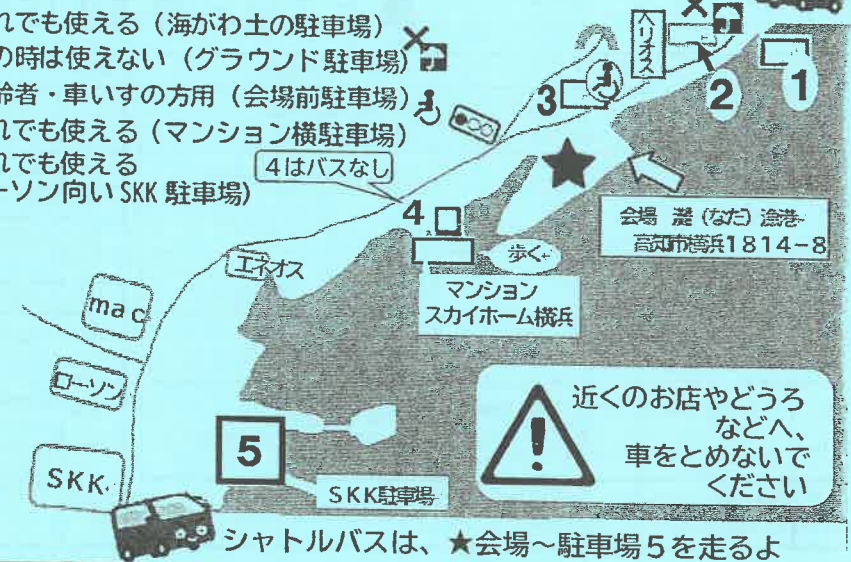 れでも使える (海がわ土の駐車場)
の時は使えない (グラウンド駐車場)
齢者・車いすの方用 (会場前駐車場)
れでも使える (マンション横駐車場)
れでも使える
ーソン向い SKK 駐車場)
4はバスなし
ヘリオス
1
2
3
4
会場 灘 (なだ) 漁港
高知市横浜1814-8
歩く
エネオス
マンション
スカイホーム横浜
mac
ローソン
SKK
5
SKK駐車場
近くのお店やどうろ
などへ、
車をとめないで
ください
シャトルバスは、★会場~駐車場5を走るよ